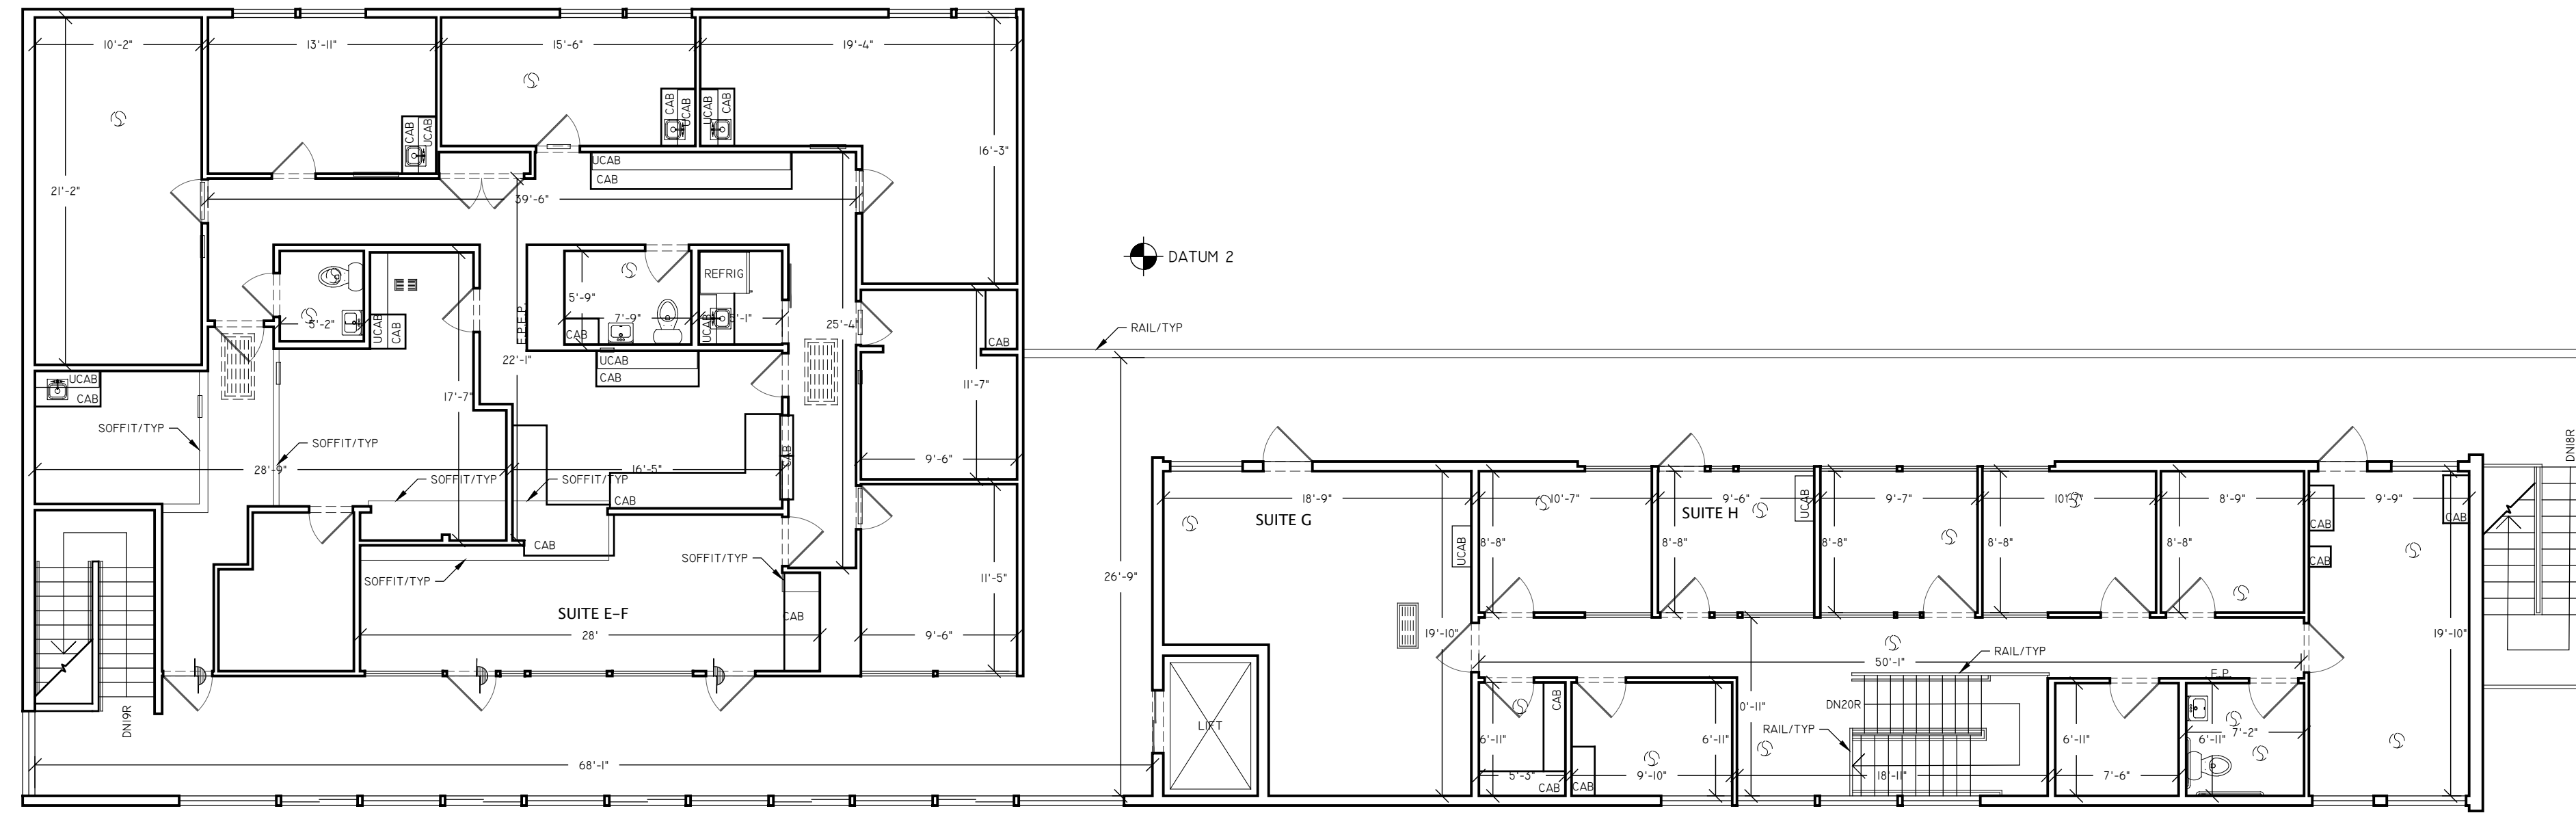 10'-2"
13'-11"
15'-6"
19'-4"
CAB
UCAB
CAB
UCAB
UCAB
CAB
CAB
UCAB
21'-2"
16'-3"
UCAB
CAB
39'-6"
DATUM 2
REFRIG
5'-9"
5'-2"
7'-9"
UCAB
CAB
CAB
UCAB
25'-4"
RAIL/TYP
CAB
22'-1"
UCAB
CAB
UCAB
CAB
17'-7"
11'-7"
SOFFIT/TYP
SOFFIT/TYP
CAB
9'-6"
28'-9"
16'-5"
SOFFIT/TYP
SOFFIT/TYP
CAB
CAB
SOFFIT/TYP
SOFFIT/TYP
11'-5"
26'-9"
SUITE E-F
CAB
28'
9'-6"
DN19R
68'-1"
DN18R
18'-9"
10'-7"
9'-6"
9'-7"
8'-9"
9'-9"
SUITE G
SUITE H
UCAB
CAB
CAB
UCAB
8'-8"
8'-8"
8'-8"
8'-8"
8'-8"
CAB
19'-10"
19'-10"
50'-1"
RAIL/TYP
E.P.
CAB
DN20R
LIFT
RAIL/TYP
6'-11"
6'-11"
6'-11"
6'-11"
7'-2"
5'-3"
9'-10"
18'-11"
7'-6"
CAB
CAB